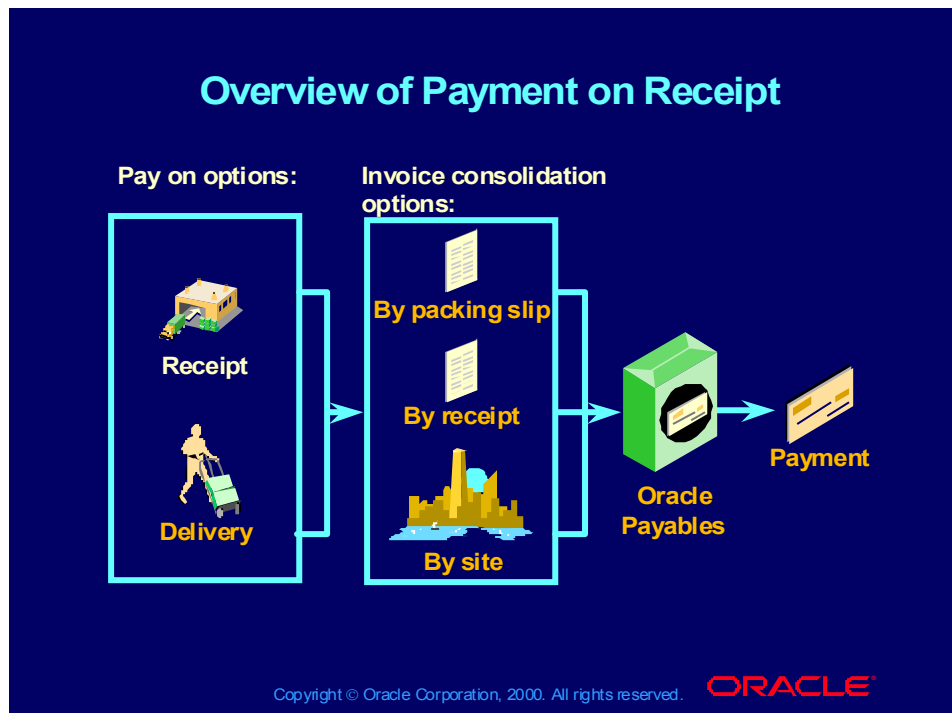 Overview of Payment on Receipt
Pay on options:
Receipt
Delivery
Invoice consolidation
options:
By packing slip
By receipt
By site
Oracle
Payables
Payment
Copyright © Oracle Corporation, 2000. All rights reserved.
ORACLE®